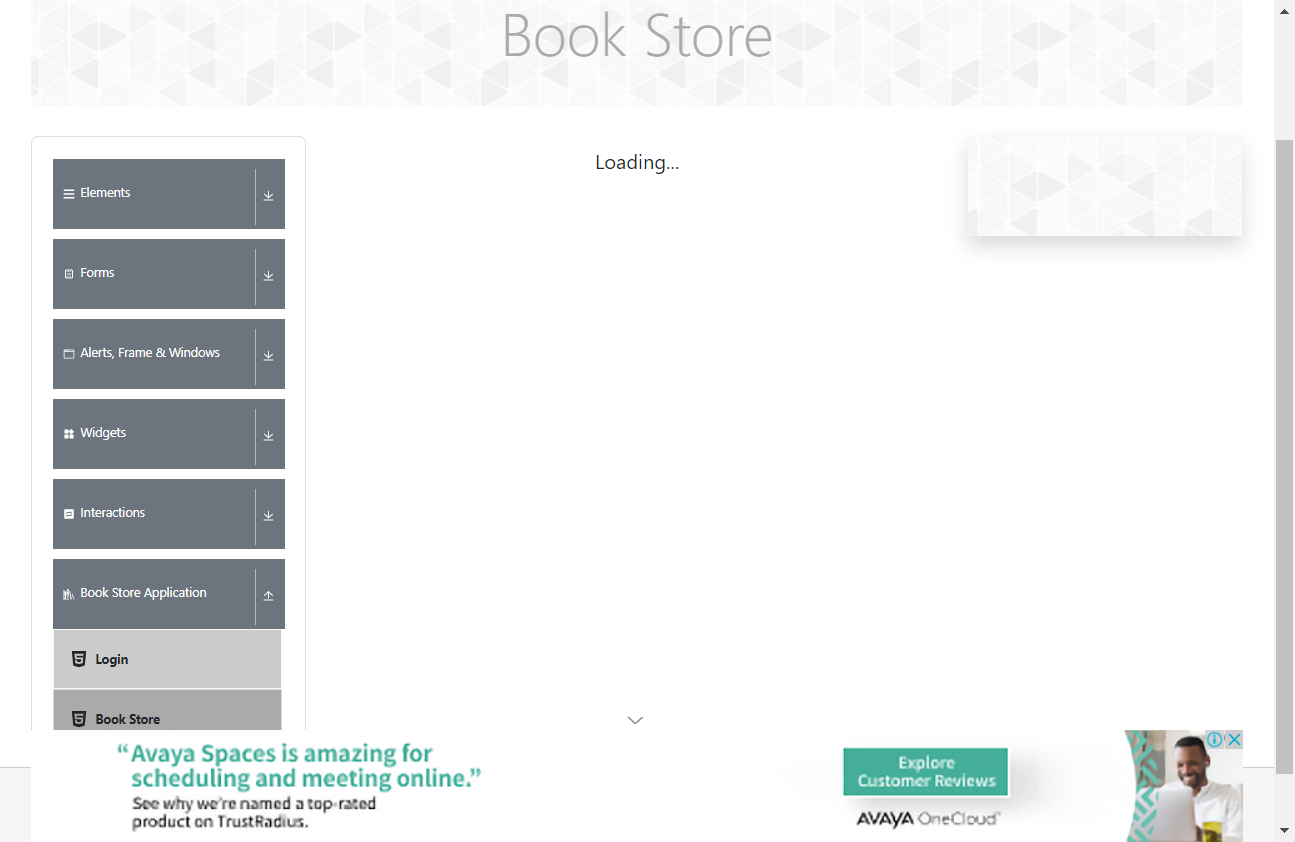 Book Store
Loading...
Elements
Forms
Alerts, Frame & Windows
Widgets
Interactions
Book Store Application
Login
Book Store
“Avaya Spaces is amazing for
scheduling and meeting online.”
See why we're named a top-rated
product on TrustRadius.
Explore
Customer Reviews
AVAYA OneCloud™